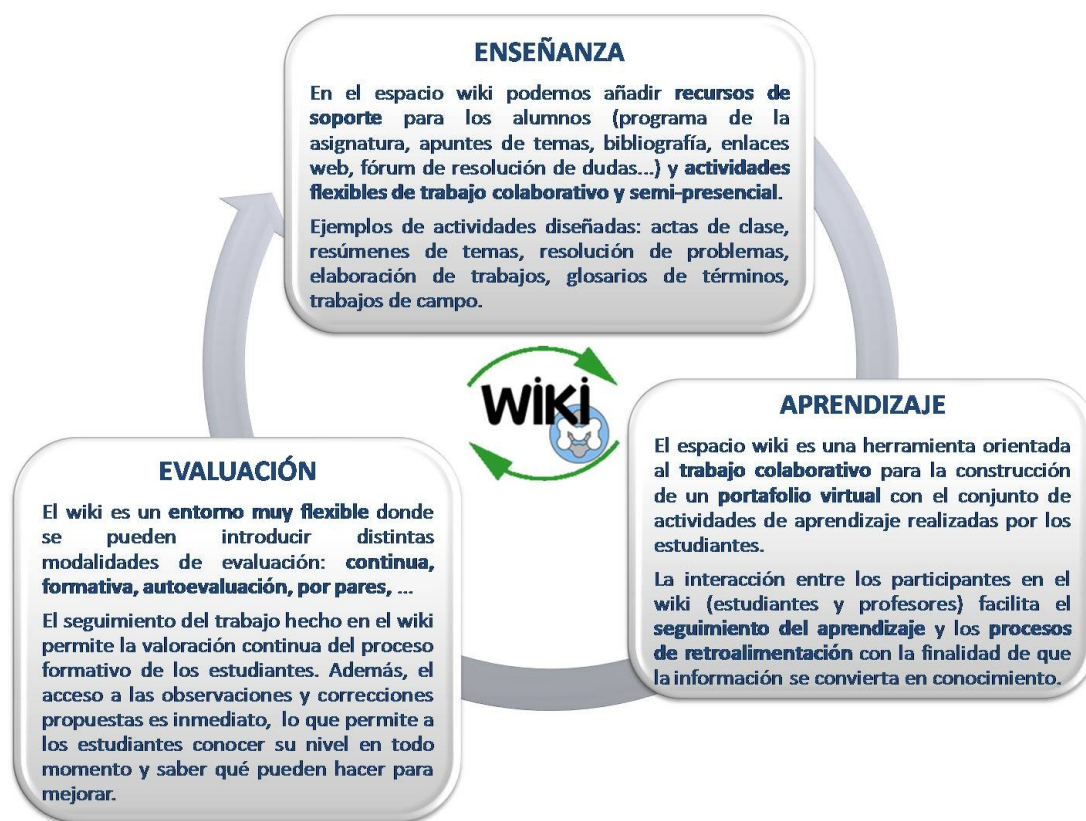 ENSEÑANZA
En el espacio wiki podemos añadir recursos de
soporte para los alumnos (programa de la
asignatura, apuntes de temas, bibliografía, enlaces
web, fórum de resolución de dudas...) y actividades
flexibles de trabajo colaborativo y semi-presencial.
Ejemplos de actividades diseñadas: actas de clase,
resúmenes de temas, resolución de problemas,
elaboración de trabajos, glosarios de términos,
trabajos de campo.
WiKi
APRENDIZAJE
El espacio wiki es una herramienta orientada
al trabajo colaborativo para la construcción
de un portafolio virtual con el conjunto de
actividades de aprendizaje realizadas por los
estudiantes.
La interacción entre los participantes en el
wiki (estudiantes y profesores) facilita el
seguimiento del aprendizaje y los procesos
de retroalimentación con la finalidad de que
la información se convierta en conocimiento.
EVALUACIÓN
El wiki es un entorno muy flexible donde
se pueden introducir distintas
modalidades de evaluación: continua,
formativa, autoevaluación, por pares, ...
El seguimiento del trabajo hecho en el wiki
permite la valoración continua del proceso
formativo de los estudiantes. Además, el
acceso a las observaciones y correcciones
propuestas es inmediato, lo que permite a
los estudiantes conocer su nivel en todo
momento y saber qué pueden hacer para
mejorar.